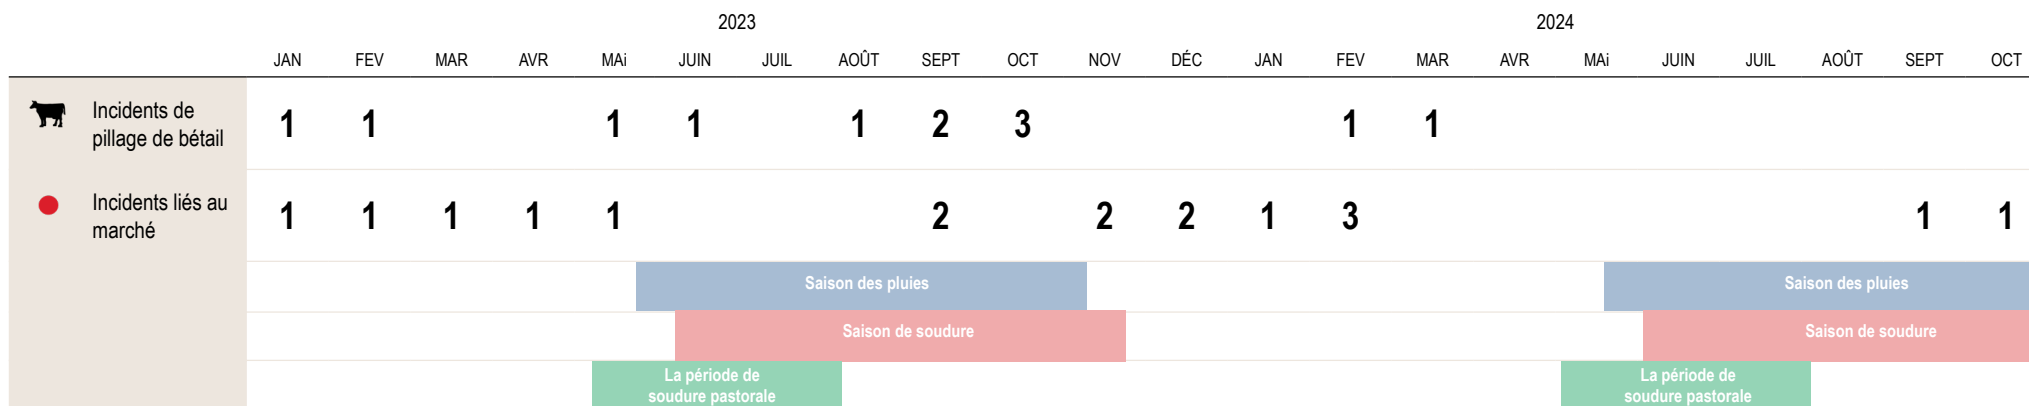 2023 2024
JAN FEV MAR AVR MAi JUIN JUIL AOÛT SEPT OCT NOV DÉC JAN FEV MAR AVR MAi JUIN JUIL AOÛT SEPT OCT
Incidents de
pillage de bétail
1 1 1 1 1 2 3 1 1
Incidents liés au
marché
1 1 1 1 1 2 2 2 1 3 1 1
Saison des pluies Saison des pluies
Saison de soudure Saison de soudure
La période de La période de
soudure pastorale soudure pastorale